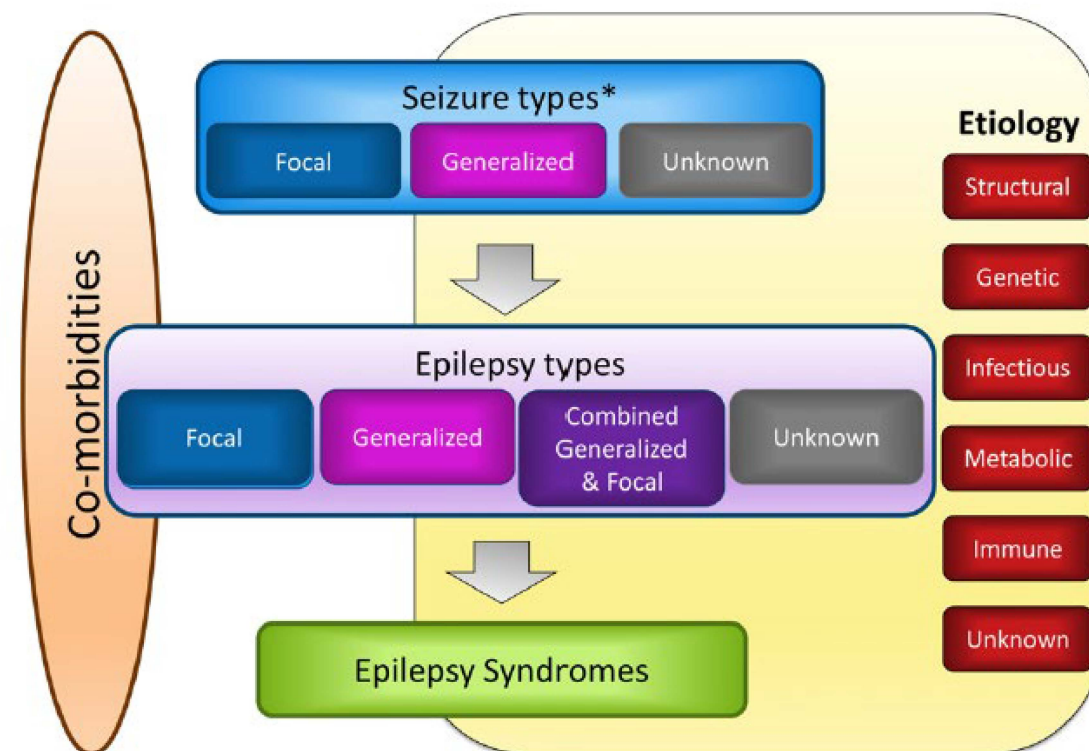 Co-morbidities
Seizure types*
Focal
Generalized
Unknown
Epilepsy types
Focal
Generalized
Combined
Generalized
& Focal
Unknown
Epilepsy Syndromes
Etiology
Structural
Genetic
Infectious
Metabolic
Immune
Unknown